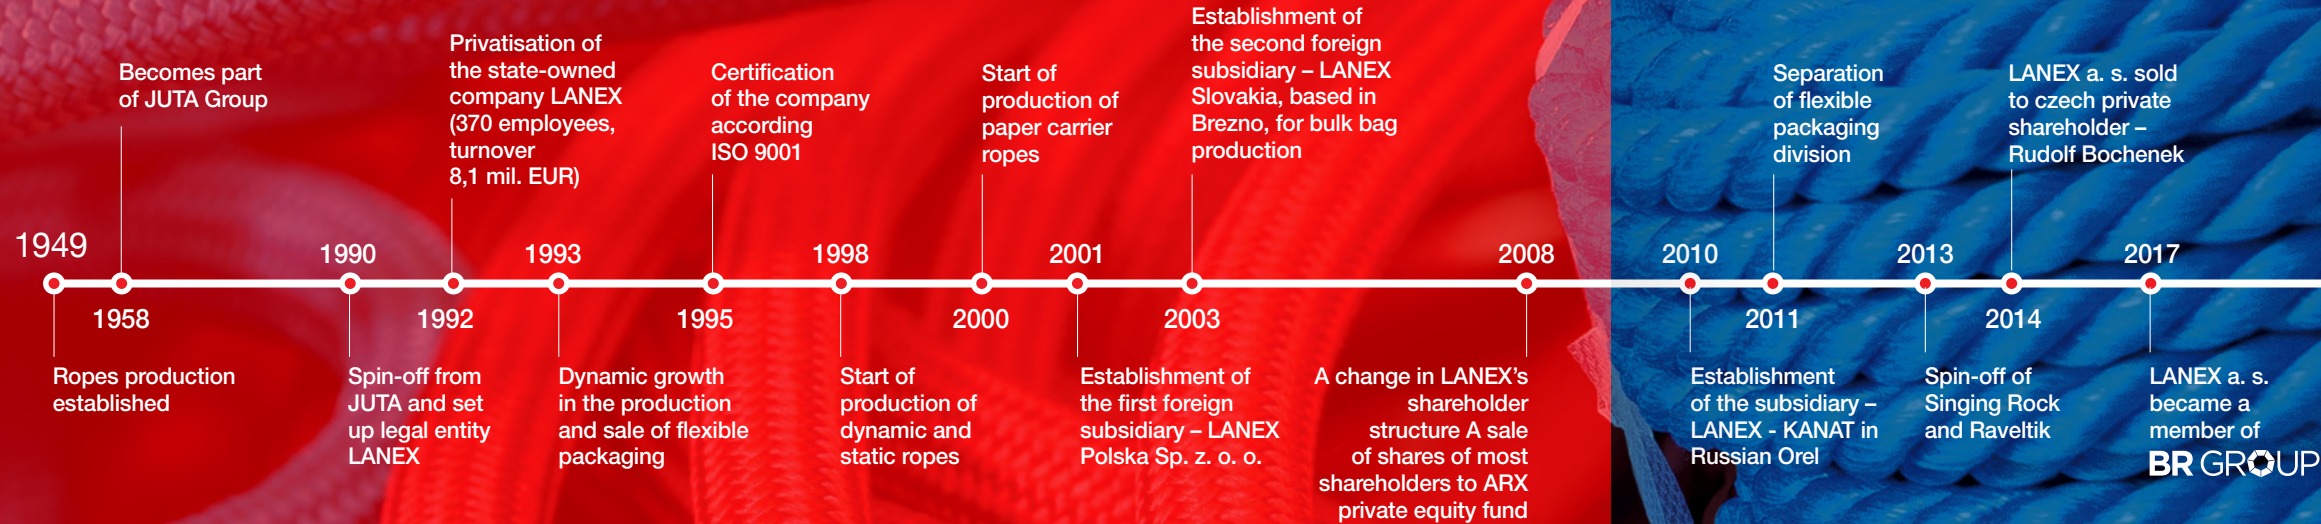 1949
Ropes production
established
Becomes part
of JUTA Group
1958
1990
Spin-off from
JUTA and set
up legal entity
LANEX
Privatisation of
the state-owned
company LANEX
(370 employees,
turnover
8,1 mil. EUR)
1992
1993
Dynamic growth
in the production
and sale of flexible
packaging
Certification
of the company
according
ISO 9001
1995
1998
Start of
production of
dynamic and
static ropes
Start of
production of
paper carrier
ropes
2000
2001
Establishment of
the first foreign
subsidiary – LANEX
Polska Sp. z. o. o.
Establishment of
the second foreign
subsidiary – LANEX
Slovakia, based in
Brezno, for bulk bag
production
2003
2008
A change in LANEX’s
shareholder
structure A sale
of shares of most
shareholders to ARX
private equity fund
2010
Establishment
of the subsidiary –
LANEX - KANAT in
Russian Orel
Separation
of flexible
packaging
division
2011
2013
Spin-off of
Singing Rock
and Raveltik
LANEX a. s. sold
to czech private
shareholder –
Rudolf Bochenek
2014
2017
LANEX a. s.
became a
member of
BR GROUP